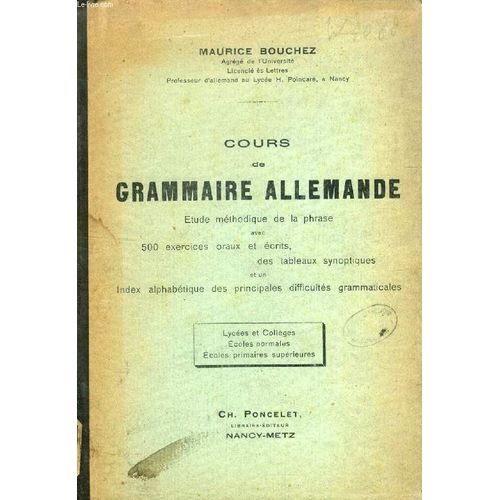 MAURICE BOUCHEZ
Agrégé de l'Université
Licencié ès Lettres
Professeur d'allemand au Lycée H. Poincaré, à Nancy
COURS
de
GRAMMAIRE ALLEMANDE
Etude méthodique de la phrase
avec
500 exercices oraux et écrits,
des tableaux synoptiques
et un
Index alphabétique des principales difficultés grammaticales
Lycées et Collèges
Ecoles normales
Ecoles primaires supérieures
CH. PONCELET,
LIBRAIRE-ÉDITEUR
NANCY-METZ